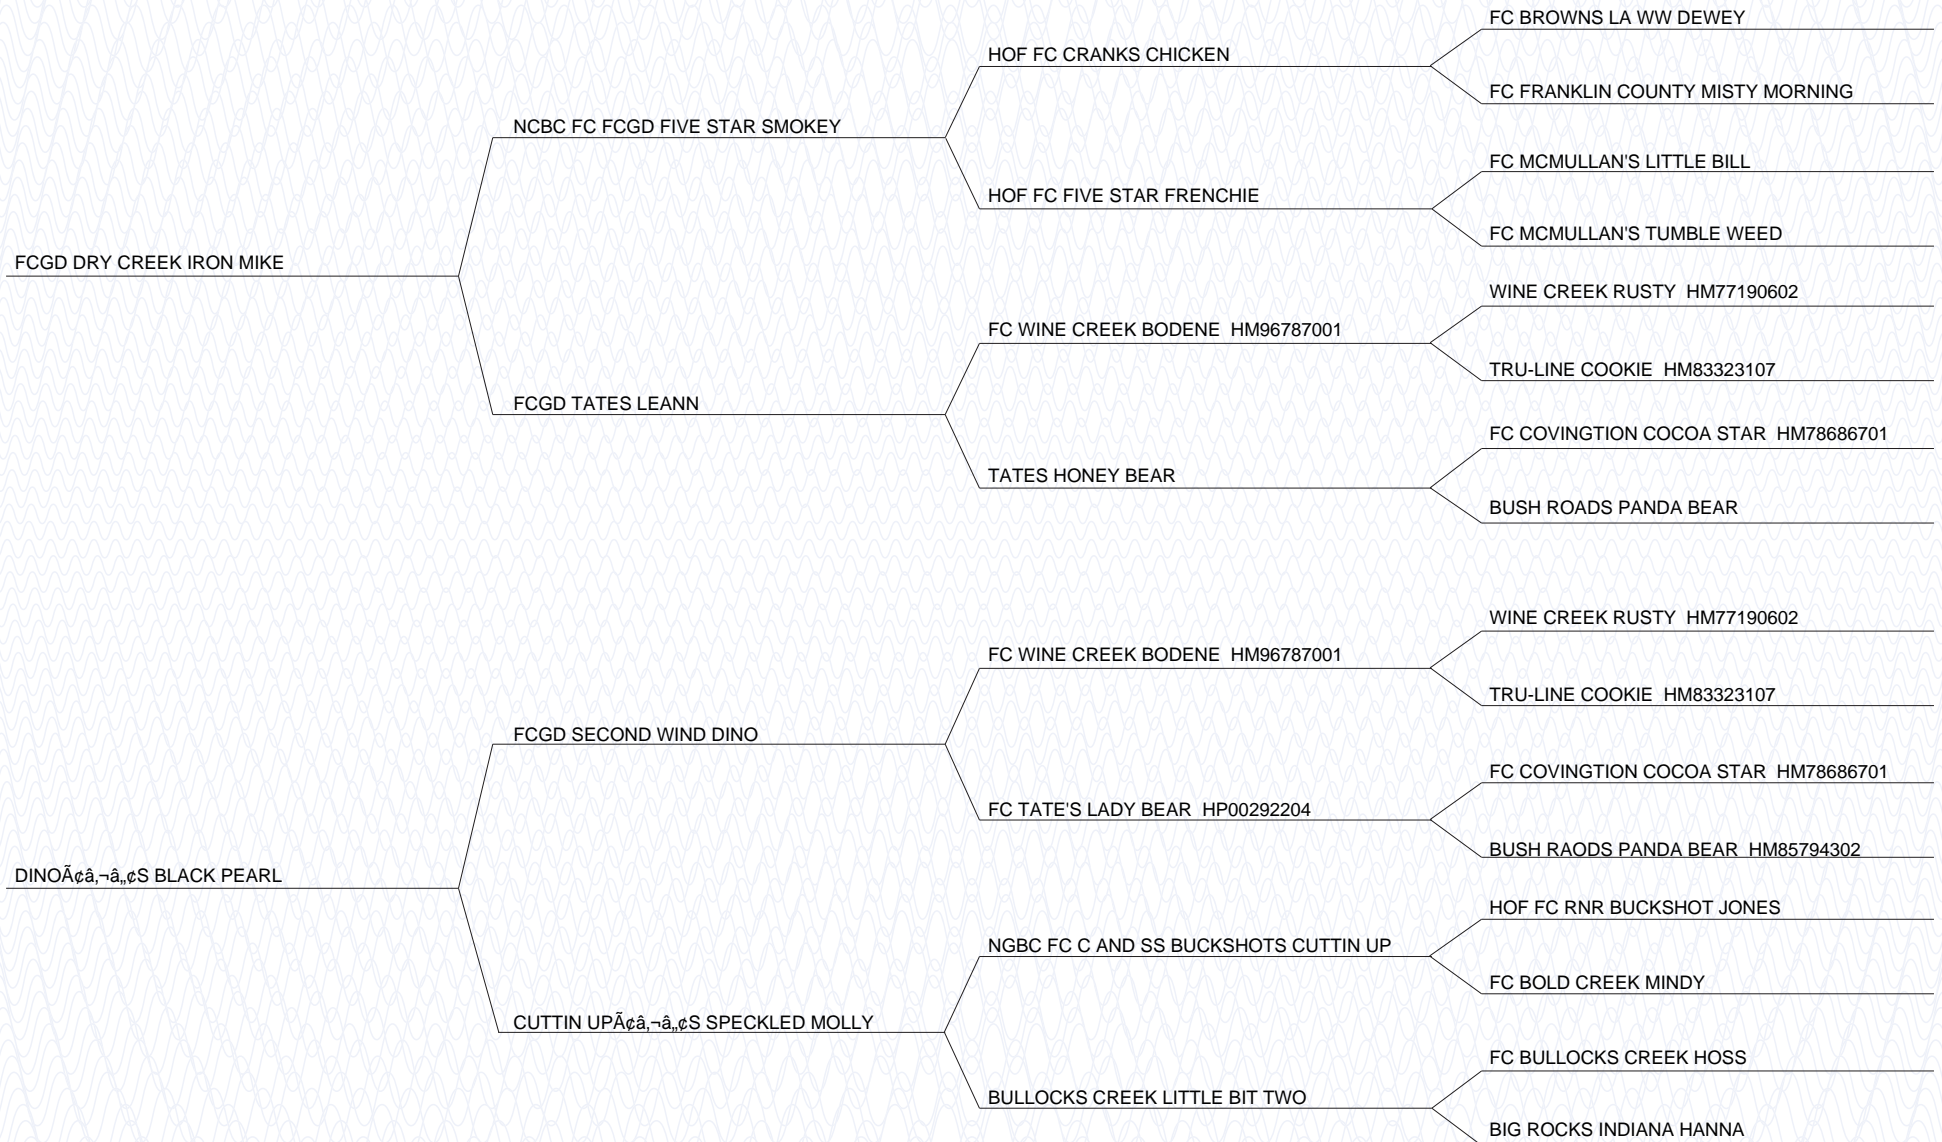 FC BROWNS LA WW DEWEY
HOF FC CRANKS CHICKEN
FC FRANKLIN COUNTY MISTY MORNING
NCBC FC FCGD FIVE STAR SMOKEY
FC MCMULLAN'S LITTLE BILL
HOF FC FIVE STAR FRENCHIE
FC MCMULLAN'S TUMBLE WEED
FCGD DRY CREEK IRON MIKE
WINE CREEK RUSTY HM77190602
FC WINE CREEK BODENE HM96787001
TRU-LINE COOKIE HM83323107
FCGD TATES LEANN
FC COVINGTION COCOA STAR HM78686701
TATES HONEY BEAR
BUSH ROADS PANDA BEAR
WINE CREEK RUSTY HM77190602
FC WINE CREEK BODENE HM96787001
TRU-LINE COOKIE HM83323107
FCGD SECOND WIND DINO
FC COVINGTION COCOA STAR HM78686701
FC TATE'S LADY BEAR HP00292204
BUSH RAODS PANDA BEAR HM85794302
DINOÃ¢â‚¬â„¢S BLACK PEARL
HOF FC RNR BUCKSHOT JONES
NGBC FC C AND SS BUCKSHOTS CUTTIN UP
FC BOLD CREEK MINDY
CUTTIN UPÃ¢â‚¬â„¢S SPECKLED MOLLY
FC BULLOCKS CREEK HOSS
BULLOCKS CREEK LITTLE BIT TWO
BIG ROCKS INDIANA HANNA